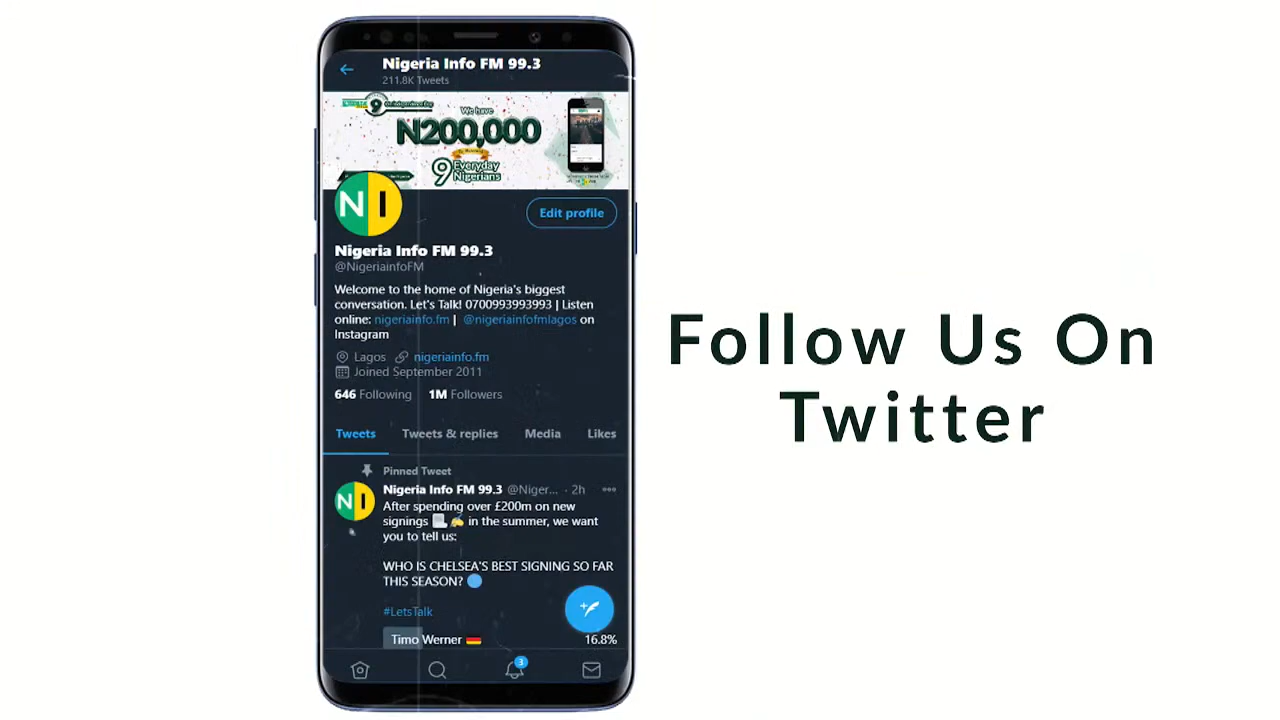 Nigeria Info FM 99.3
211.8K Tweets
We have
N200,000
9 Everyday
Nigerians
NI
Edit profile
Nigeria Info FM 99.3
@NigeriainfoFM
Welcome to the home of Nigeria's biggest
conversation. Let's Talk! 0700993993993 | Listen
online: nigeriainfo.fm | @nigeriainfofmlagos on
Instagram
Lagos nigeriainfo.fm
Joined September 2011
646 Following 1M Followers
Tweets Tweets & replies Media Likes
Pinned Tweet
NI
Nigeria Info FM 99.3 @Niger... · 2h
After spending over £200m on new
signings 📃✍ in the summer, we want
you to tell us:
WHO IS CHELSEA'S BEST SIGNING SO FAR
THIS SEASON? 🔵
#LetsTalk
Timo Werner 🇩🇪 16.8%
3
Follow Us On
Twitter